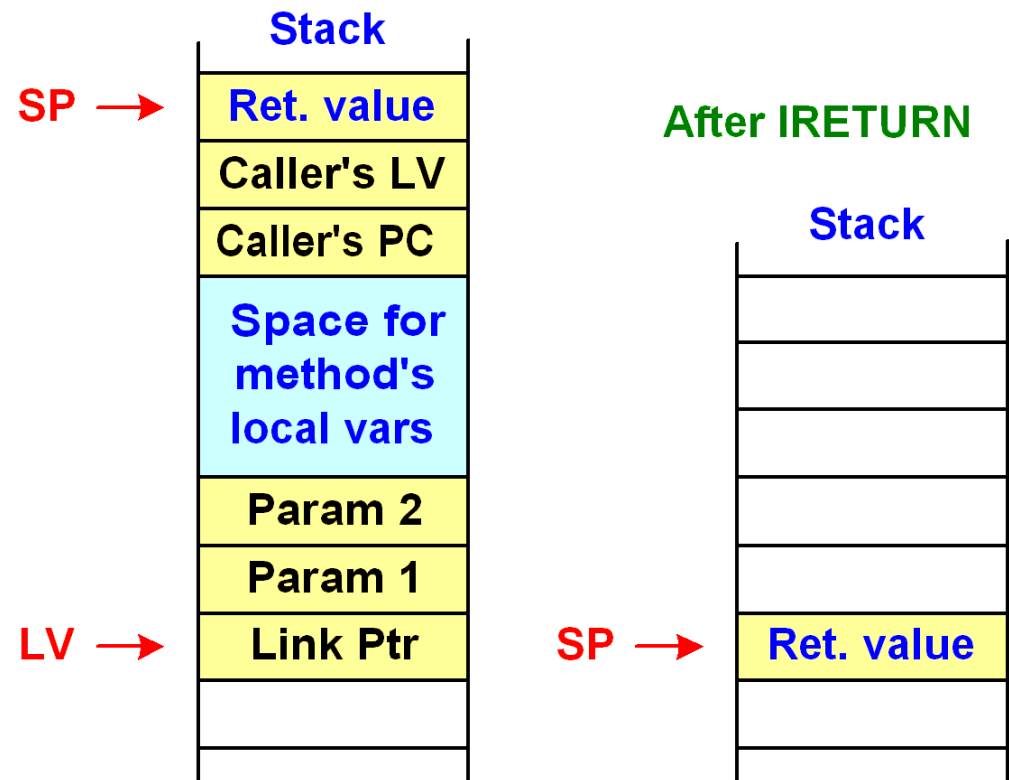 Stack
SP
Ret. value
Caller's LV
Caller's PC
Space for
method's
local vars
Param 2
Param 1
LV
Link Ptr
After IRETURN
Stack
SP
Ret. value